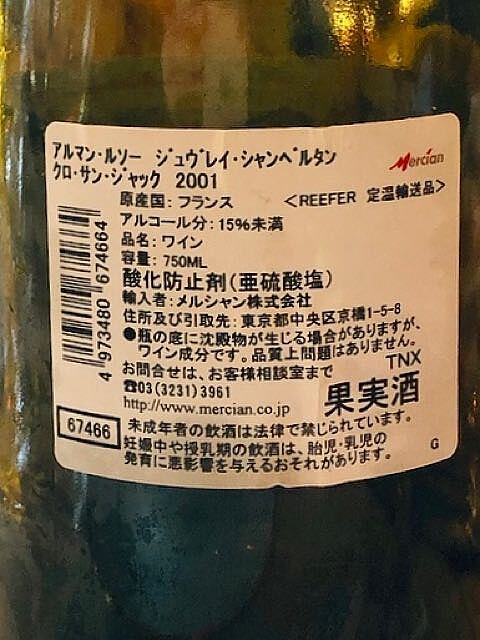 アルマン・ルソー ジュヴレイ・シャンベルタン
Mercian
クロ・サン・ジャック 2001
原産国: フランス <REEFER 定温輸送品>
アルコール分: 15%未満
品名: ワイン
容量: 750ML
酸化防止剤(亜硫酸塩)
輸入者: メルシャン株式会社
住所及び引取先: 東京都中央区京橋1-5-8
●瓶の底に沈殿物が生じる場合がありますが、
ワイン成分です。品質上問題はありません。
お問合せは、お客様相談室まで TNX
☎03(3231)3961
http://www.mercian.co.jp 果実酒
4 973480 674664
67466
未成年者の飲酒は法律で禁じられています。
妊娠中や授乳期の飲酒は、胎児・乳児の
発育に悪影響を与えるおそれがあります。
G